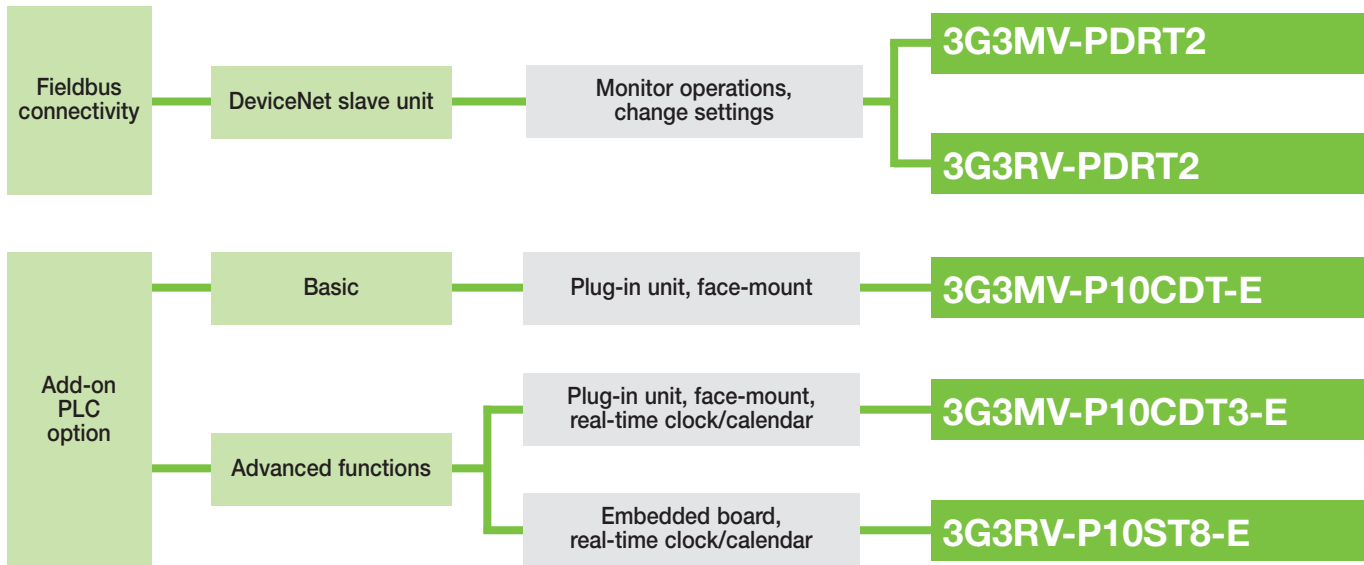 Fieldbus
connectivity
DeviceNet slave unit
Monitor operations,
change settings
3G3MV-PDRT2
3G3RV-PDRT2
Add-on
PLC
option
Basic
Plug-in unit, face-mount
3G3MV-P10CDT-E
Advanced functions
Plug-in unit, face-mount,
real-time clock/calendar
3G3MV-P10CDT3-E
Embedded board,
real-time clock/calendar
3G3RV-P10ST8-E